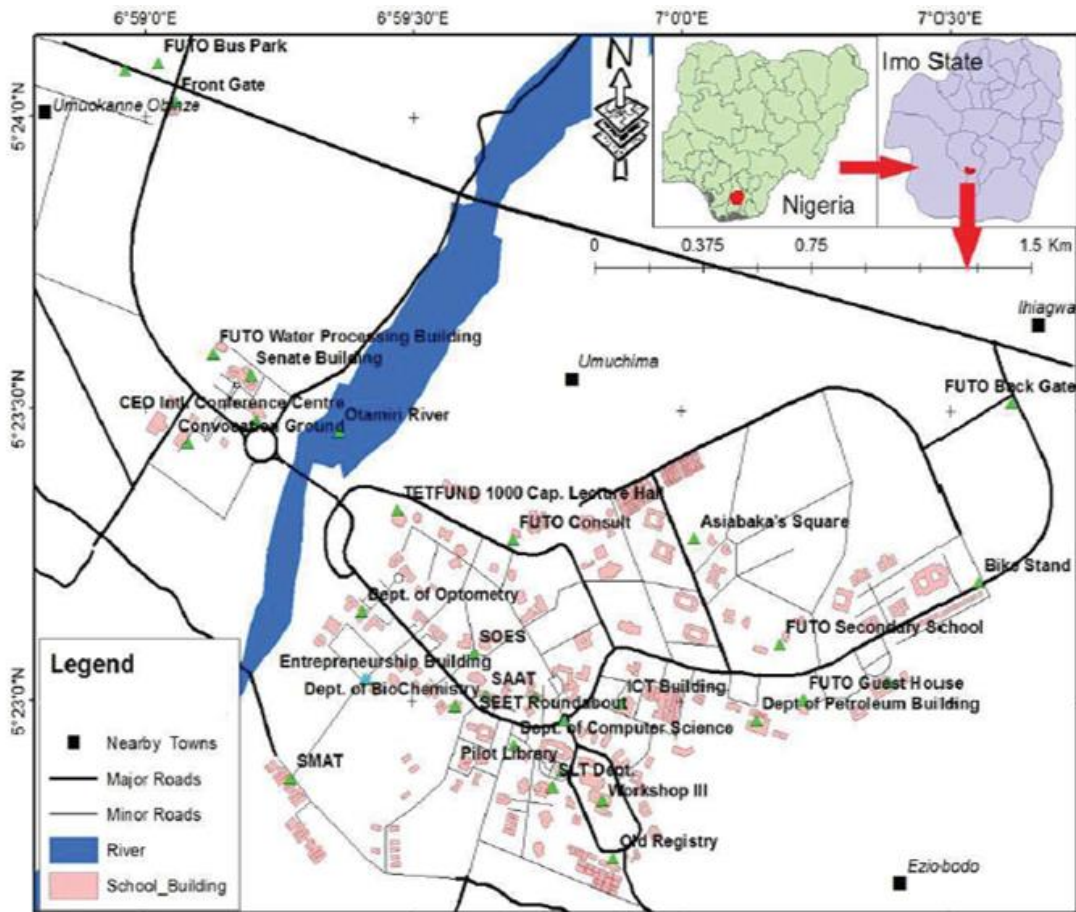 6°59'0"E
6°59'30"E
7°0'0"E
7°0'30"E
FUTO Bus Park
Front Gate
Umuokanne Obinze
5°24'0"N
N
Nigeria
Imo State
0 0.375 0.75 1.5 Km
Ihiagwa
Umuchima
FUTO Water Processing Building
Senate Building
FUTO Back Gate
5°23'30"N
CEO Intl. Conference Centre
Convocation Ground
Otamiri River
TETFUND 1000 Cap. Lecture Hall
FUTO Consult
Asiabaka's Square
Bike Stand
Dept. of Optometry
SOES
FUTO Secondary School
Entrepreneurship Building
Dept. of BioChemistry
SAAT
ICT Building
FUTO Guest House
5°23'0"N
SEET Roundabout
Dept of Petroleum Building
Dept. of Computer Science
Pilot Library
SMAT
SLT Dept.
Workshop III
Old Registry
Ezio-bodo
Legend
Nearby Towns
Major Roads
Minor Roads
River
School_Building